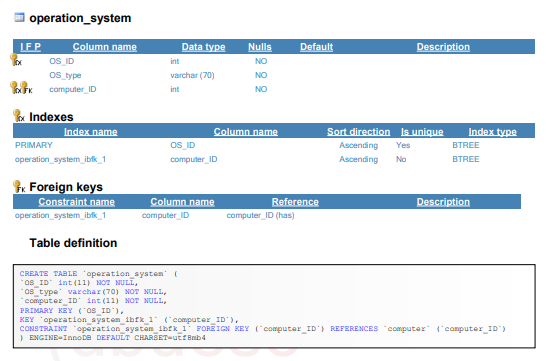 operation_system
I F P Column name Data type Nulls Default Description
OS_ID int NO
OS_type varchar (70) NO
computer_ID int NO
Indexes
Index name Column name Sort direction Is unique Index type
PRIMARY OS_ID Ascending Yes BTREE
operation_system_ibfk_1 computer_ID Ascending No BTREE
Foreign keys
Constraint name Column name Reference Description
operation_system_ibfk_1 computer_ID computer_ID (has)
Table definition
CREATE TABLE `operation_system` (
`OS_ID` int(11) NOT NULL,
`OS_type` varchar(70) NOT NULL,
`computer_ID` int(11) NOT NULL,
PRIMARY KEY (`OS_ID`),
KEY `operation_system_ibfk_1` (`computer_ID`),
CONSTRAINT `operation_system_ibfk_1` FOREIGN KEY (`computer_ID`) REFERENCES `computer` (`computer_ID`)
) ENGINE=InnoDB DEFAULT CHARSET=utf8mb4